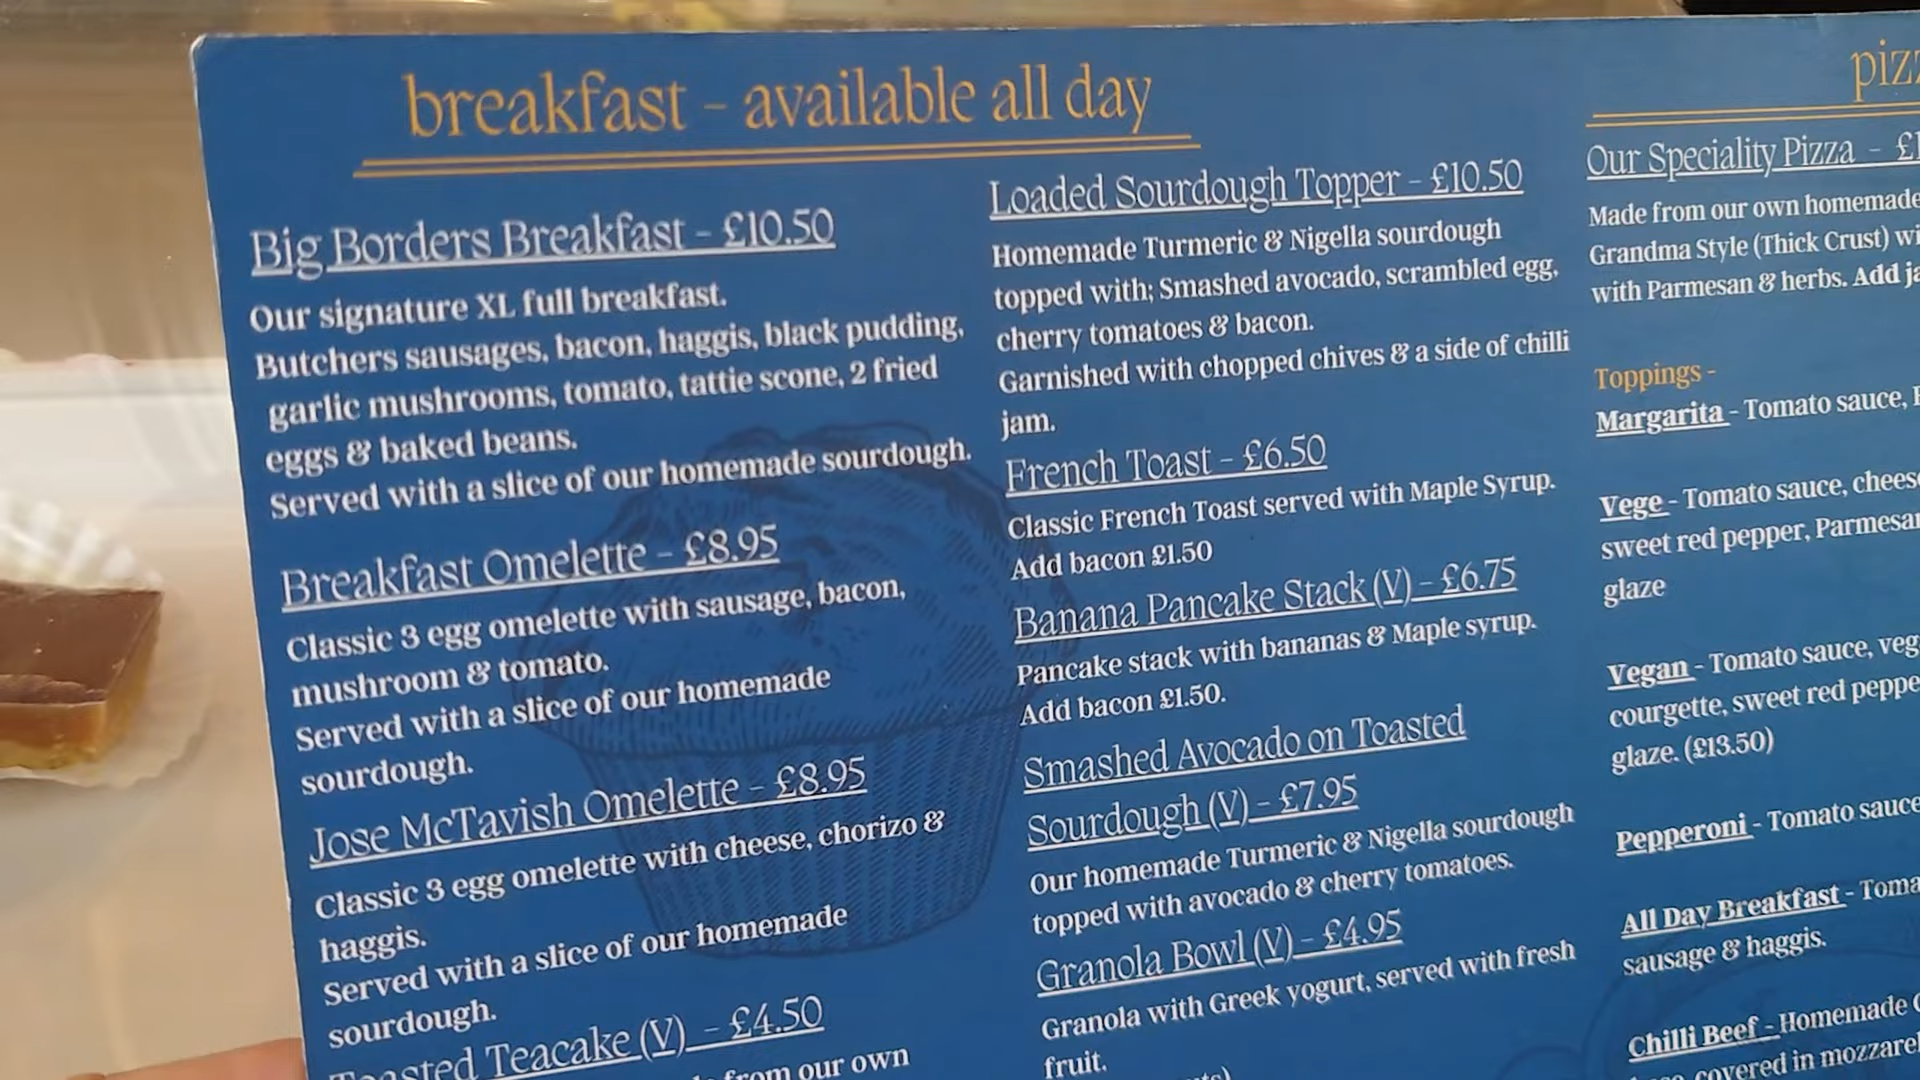 breakfast - available all day
Big Borders Breakfast - £10.50
Our signature XL full breakfast.
Butchers sausages, bacon, haggis, black pudding,
garlic mushrooms, tomato, tattie scone, 2 fried
eggs & baked beans.
Served with a slice of our homemade sourdough.
Breakfast Omelette - £8.95
Classic 3 egg omelette with sausage, bacon,
mushroom & tomato.
Served with a slice of our homemade
sourdough.
Jose McTavish Omelette - £8.95
Classic 3 egg omelette with cheese, chorizo &
haggis.
Served with a slice of our homemade
sourdough.
Toasted Teacake (V) - £4.50
from our own
Loaded Sourdough Topper - £10.50
Homemade Turmeric & Nigella sourdough
topped with; Smashed avocado, scrambled egg,
cherry tomatoes & bacon.
Garnished with chopped chives & a side of chilli
jam.
French Toast - £6.50
Classic French Toast served with Maple Syrup.
Add bacon £1.50
Banana Pancake Stack (V) - £6.75
Pancake stack with bananas & Maple syrup.
Add bacon £1.50.
Smashed Avocado on Toasted
Sourdough (V) - £7.95
Our homemade Turmeric & Nigella sourdough
topped with avocado & cherry tomatoes.
Granola Bowl (V) - £4.95
Granola with Greek yogurt, served with fresh
fruit.
Our Speciality Pizza -
Made from our own homemade
Grandma Style (Thick Crust)
with Parmesan & herbs. Add
Toppings -
Margarita - Tomato sauce,
Vege - Tomato sauce,
sweet red pepper,
glaze
Vegan - Tomato sauce,
courgette, sweet red
glaze. (£13.50)
Pepperoni - Tomato sauce
All Day Breakfast -
sausage & haggis.
Chilli Beef - Homemade
covered in